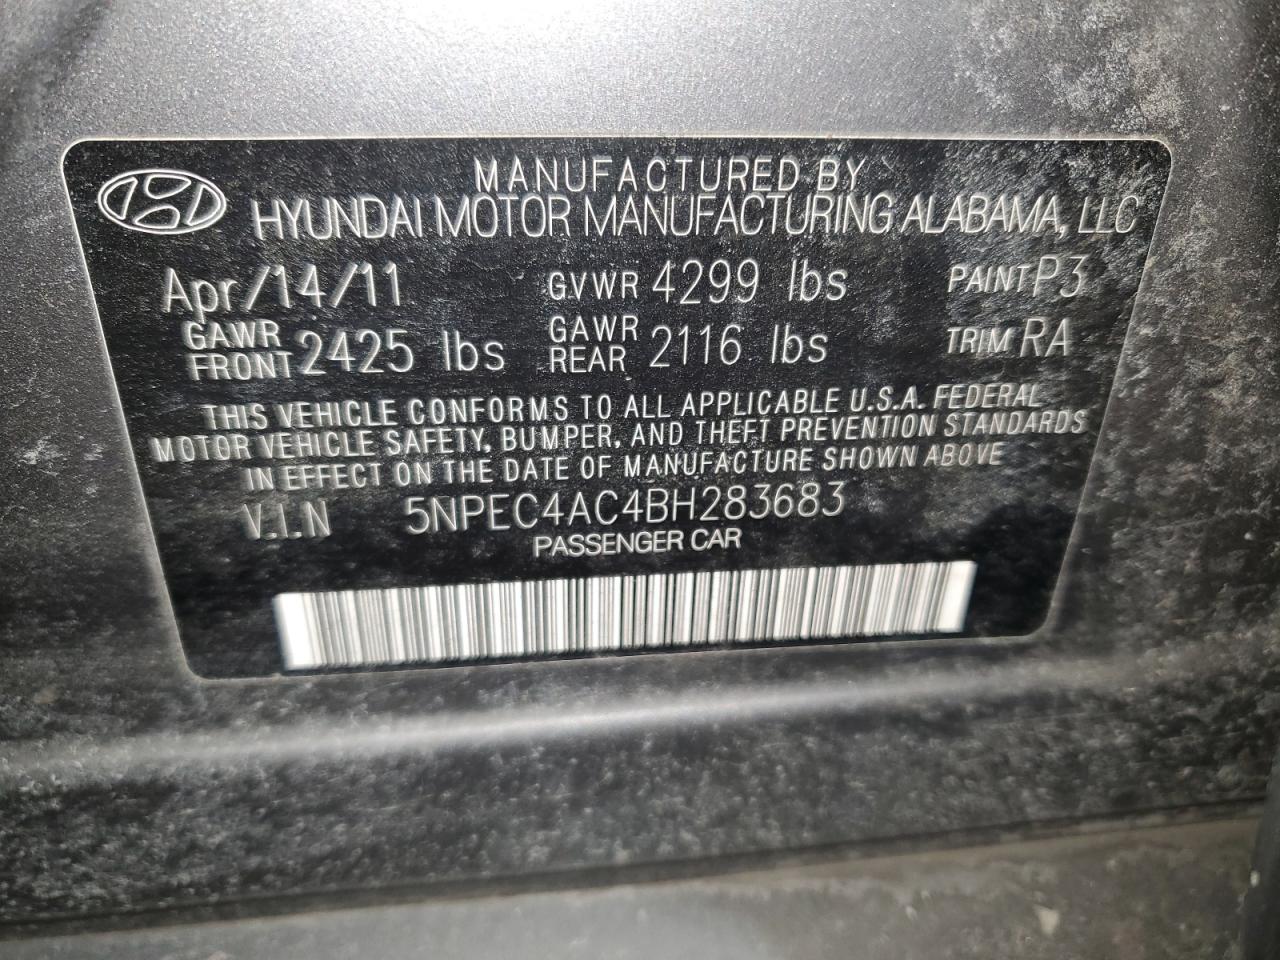 MANUFACTURED BY
HYUNDAI MOTOR MANUFACTURING ALABAMA, LLC
Apr/14/11 GVWR 4299 lbs PAINT P3
GAWR FRONT 2425 lbs GAWR REAR 2116 lbs TRIM RA
THIS VEHICLE CONFORMS TO ALL APPLICABLE U.S.A. FEDERAL
MOTOR VEHICLE SAFETY, BUMPER, AND THEFT PREVENTION STANDARDS
IN EFFECT ON THE DATE OF MANUFACTURE SHOWN ABOVE
V.I.N 5NPEC4AC4BH283683
PASSENGER CAR